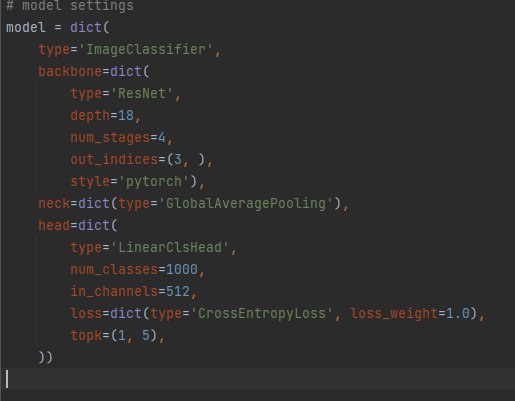 # model settings
model = dict(
    type='ImageClassifier',
    backbone=dict(
        type='ResNet',
        depth=18,
        num_stages=4,
        out_indices=(3, ),
        style='pytorch'),
    neck=dict(type='GlobalAveragePooling'),
    head=dict(
        type='LinearClsHead',
        num_classes=1000,
        in_channels=512,
        loss=dict(type='CrossEntropyLoss', loss_weight=1.0),
        topk=(1, 5),
    ))